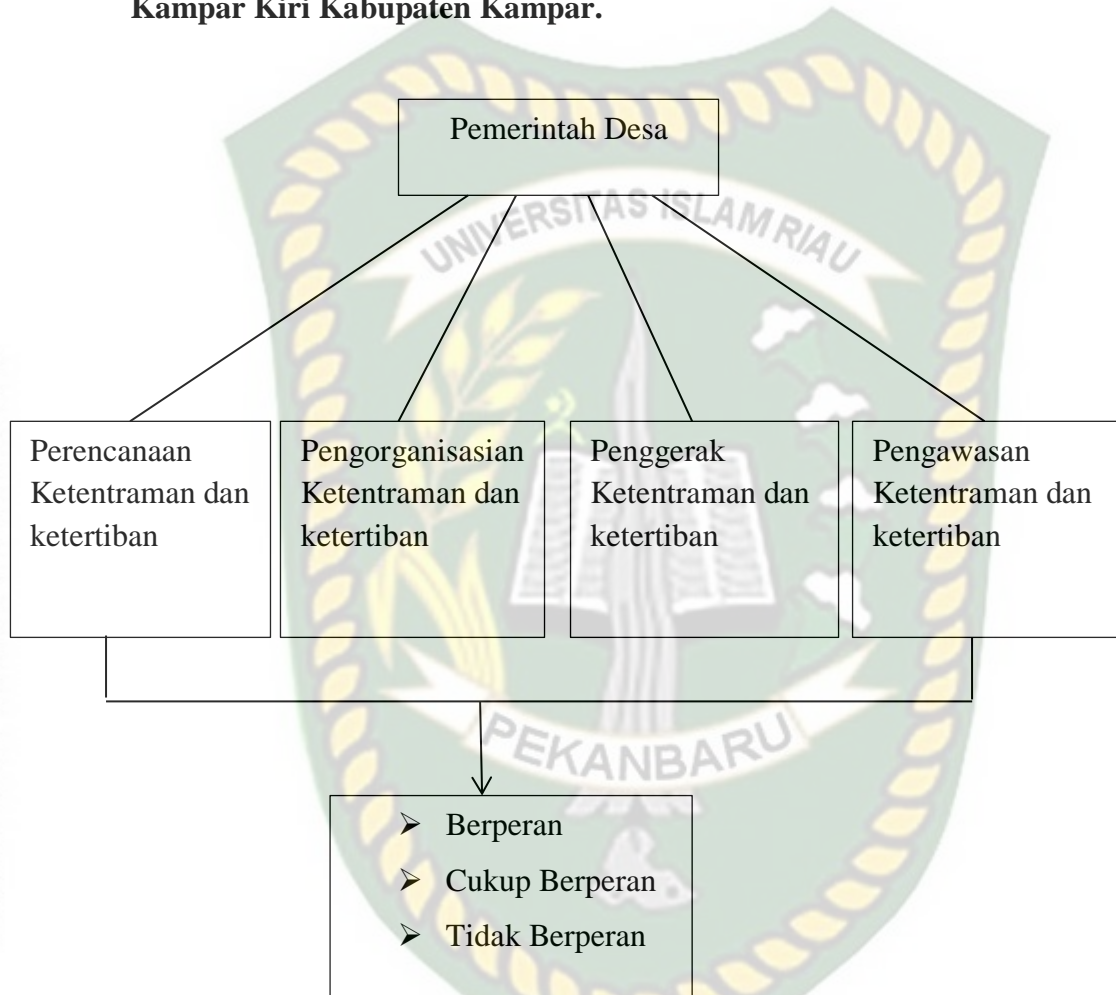 Kampar Kiri Kabupaten Kampar.
Pemerintah Desa
UNIVERSITAS ISLAM RIAU
Perencanaan
Ketentraman dan
ketertiban
Pengorganisasian
Ketentraman dan
ketertiban
Penggerak
Ketentraman dan
ketertiban
Pengawasan
Ketentraman dan
ketertiban
PEKANBARU
➢ Berperan
➢ Cukup Berperan
➢ Tidak Berperan